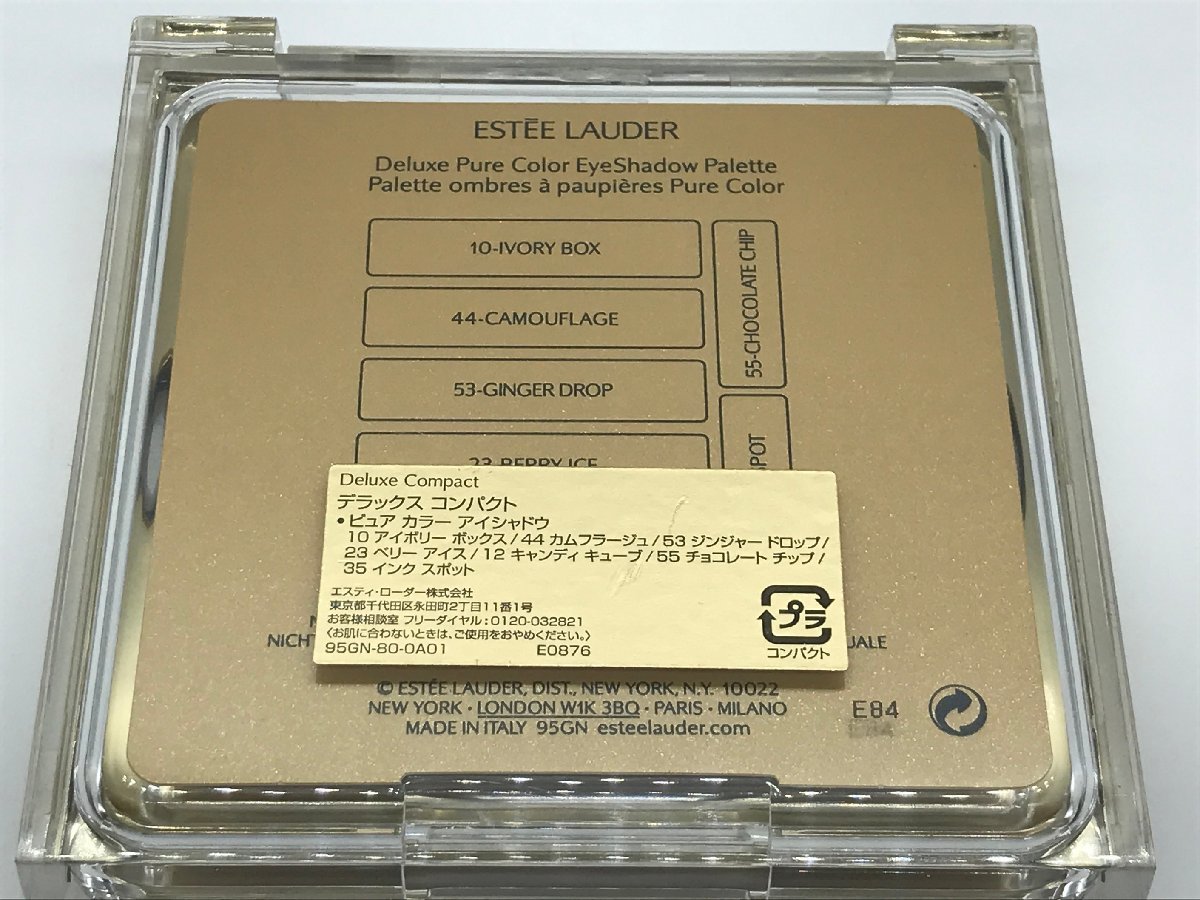 ESTĒE LAUDER
Deluxe Pure Color EyeShadow Palette
Palette ombres à paupières Pure Color
10-IVORY BOX
44-CAMOUFLAGE
53-GINGER DROP
23-BERRY ICE
55-CHOCOLATE CHIP
SPOT
Deluxe Compact
デラックス コンパクト
•ピュア カラー アイシャドウ
10 アイボリー ボックス/44 カムフラージュ/53 ジンジャー ドロップ/
23 ベリー アイス/12 キャンディ キューブ/55 チョコレート チップ/
35 インク スポット
エスティ・ローダー株式会社
東京都千代田区永田町2丁目11番1号
お客様相談室 フリーダイヤル:0120-032821
〈お肌に合わないときは、ご使用をおやめください。〉
95GN-80-0A01 E0876
プラ
コンパクト
© ESTÉE LAUDER, DIST., NEW YORK, N.Y. 10022
NEW YORK · LONDON W1K 3BQ · PARIS · MILANO
MADE IN ITALY 95GN esteelauder.com
E84